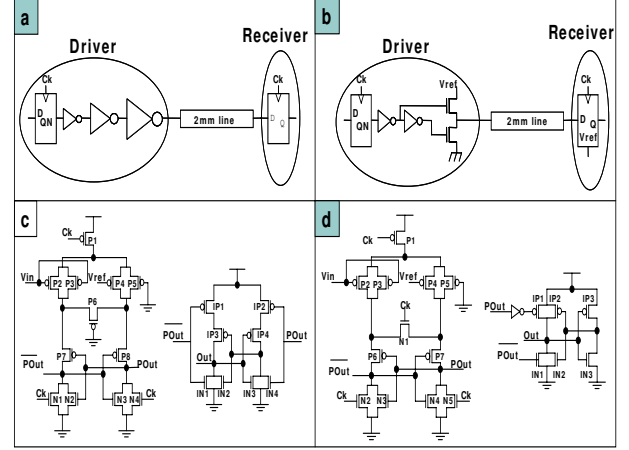 a
Driver
Receiver
Ck
D
QN
2mm line
Ck
D
Q
b
Driver
Receiver
Ck
D
QN
Vref
2mm line
Ck
D
Q
Vref
c
Ck
P1
Vin
P2 P3
Vref
P4 P5
P6
P7
P8
POut
POut
Ck
N1 N2
N3 N4
Ck
IP1
IP2
IP3
IP4
POut
POut
Out
IN1
IN2
IN3
IN4
d
Ck
P1
Vin
P2 P3
Vref
P4 P5
Ck
N1
P6
P7
POut
POut
Ck
N2
N3
N4
N5
Ck
POut
IP1
IP2
IP3
Out
POut
IN1
IN2
IN3